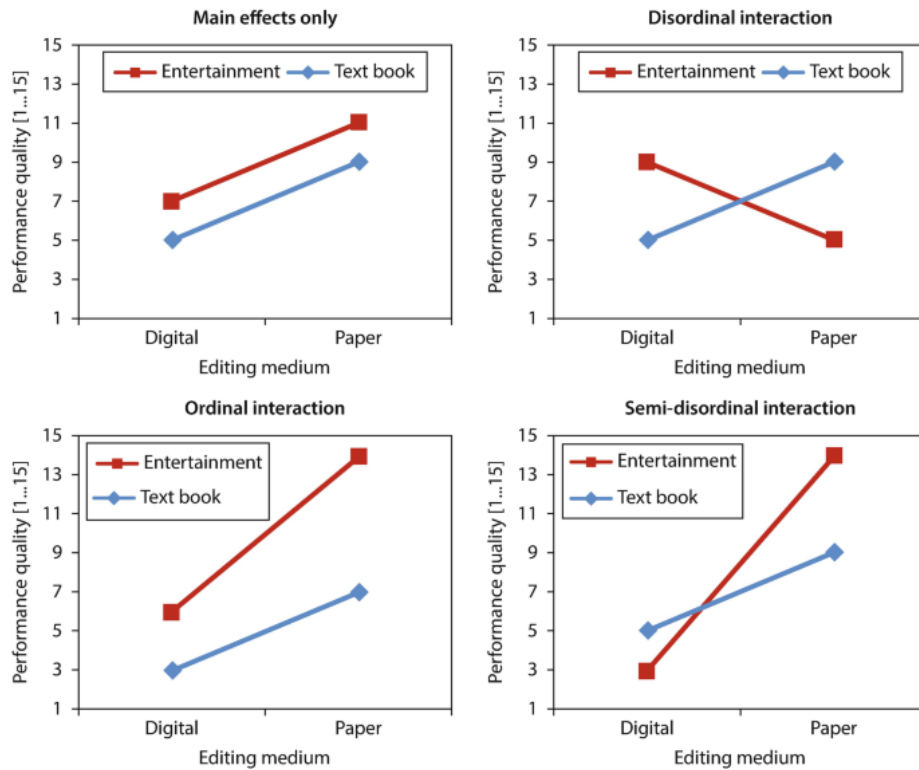 Main effects only
Performance quality [1...15]
15
13
11
9
7
5
3
1
Entertainment Text book
Digital Paper
Editing medium
Disordinal interaction
Performance quality [1...15]
15
13
11
9
7
5
3
1
Entertainment Text book
Digital Paper
Editing medium
Ordinal interaction
Performance quality [1...15]
15
13
11
9
7
5
3
1
Entertainment
Text book
Digital Paper
Editing medium
Semi-disordinal interaction
Performance quality [1...15]
15
13
11
9
7
5
3
1
Entertainment
Text book
Digital Paper
Editing medium